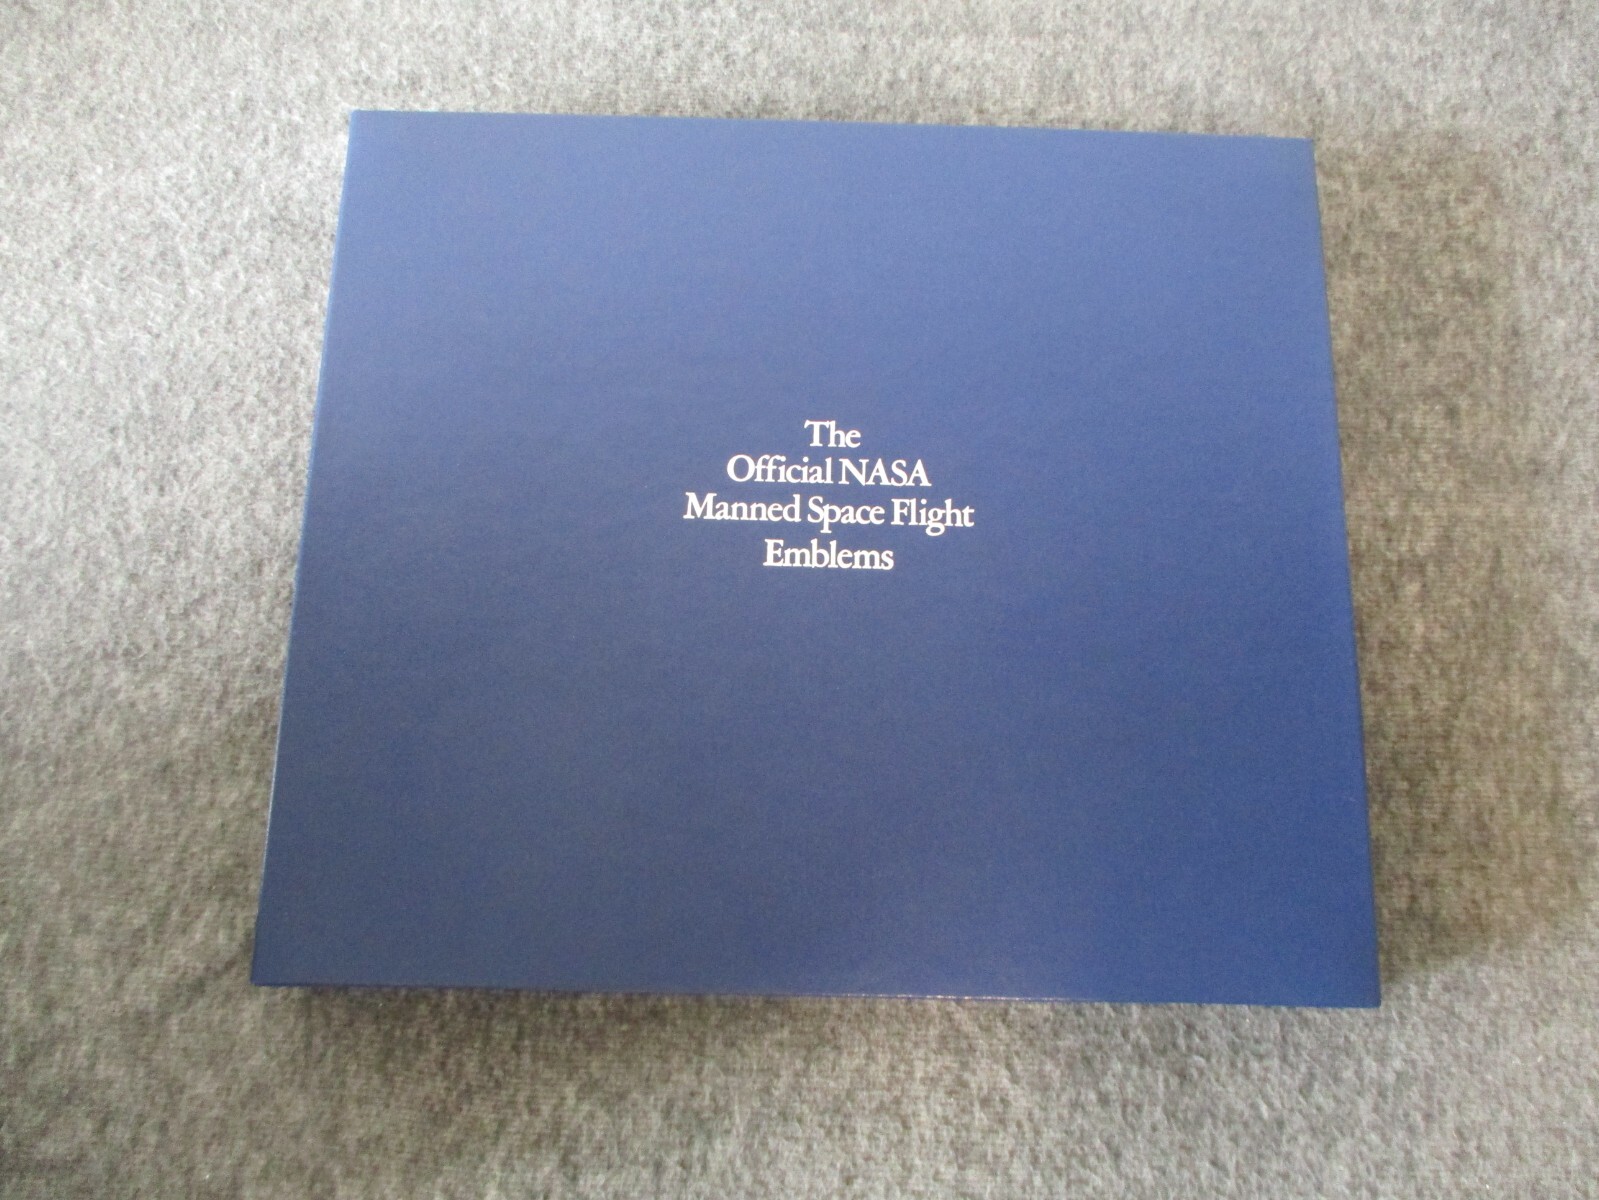 The
Official NASA
Manned Space Flight
Emblems